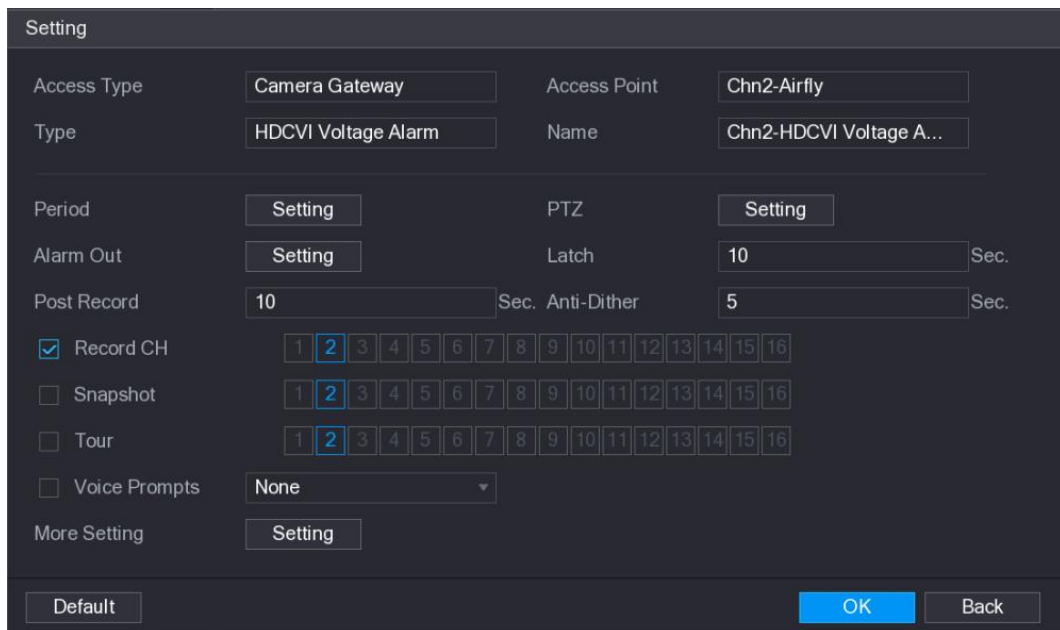 Setting
Access Type Camera Gateway Access Point Chn2-Airfly
Type HDCVI Voltage Alarm Name Chn2-HDCVI Voltage A...
Period Setting PTZ Setting
Alarm Out Setting Latch 10 Sec.
Post Record 10 Sec. Anti-Dither 5 Sec.
Record CH 1 2 3 4 5 6 7 8 9 10 11 12 13 14 15 16
Snapshot 1 2 3 4 5 6 7 8 9 10 11 12 13 14 15 16
Tour 1 2 3 4 5 6 7 8 9 10 11 12 13 14 15 16
Voice Prompts None
More Setting Setting
Default OK Back